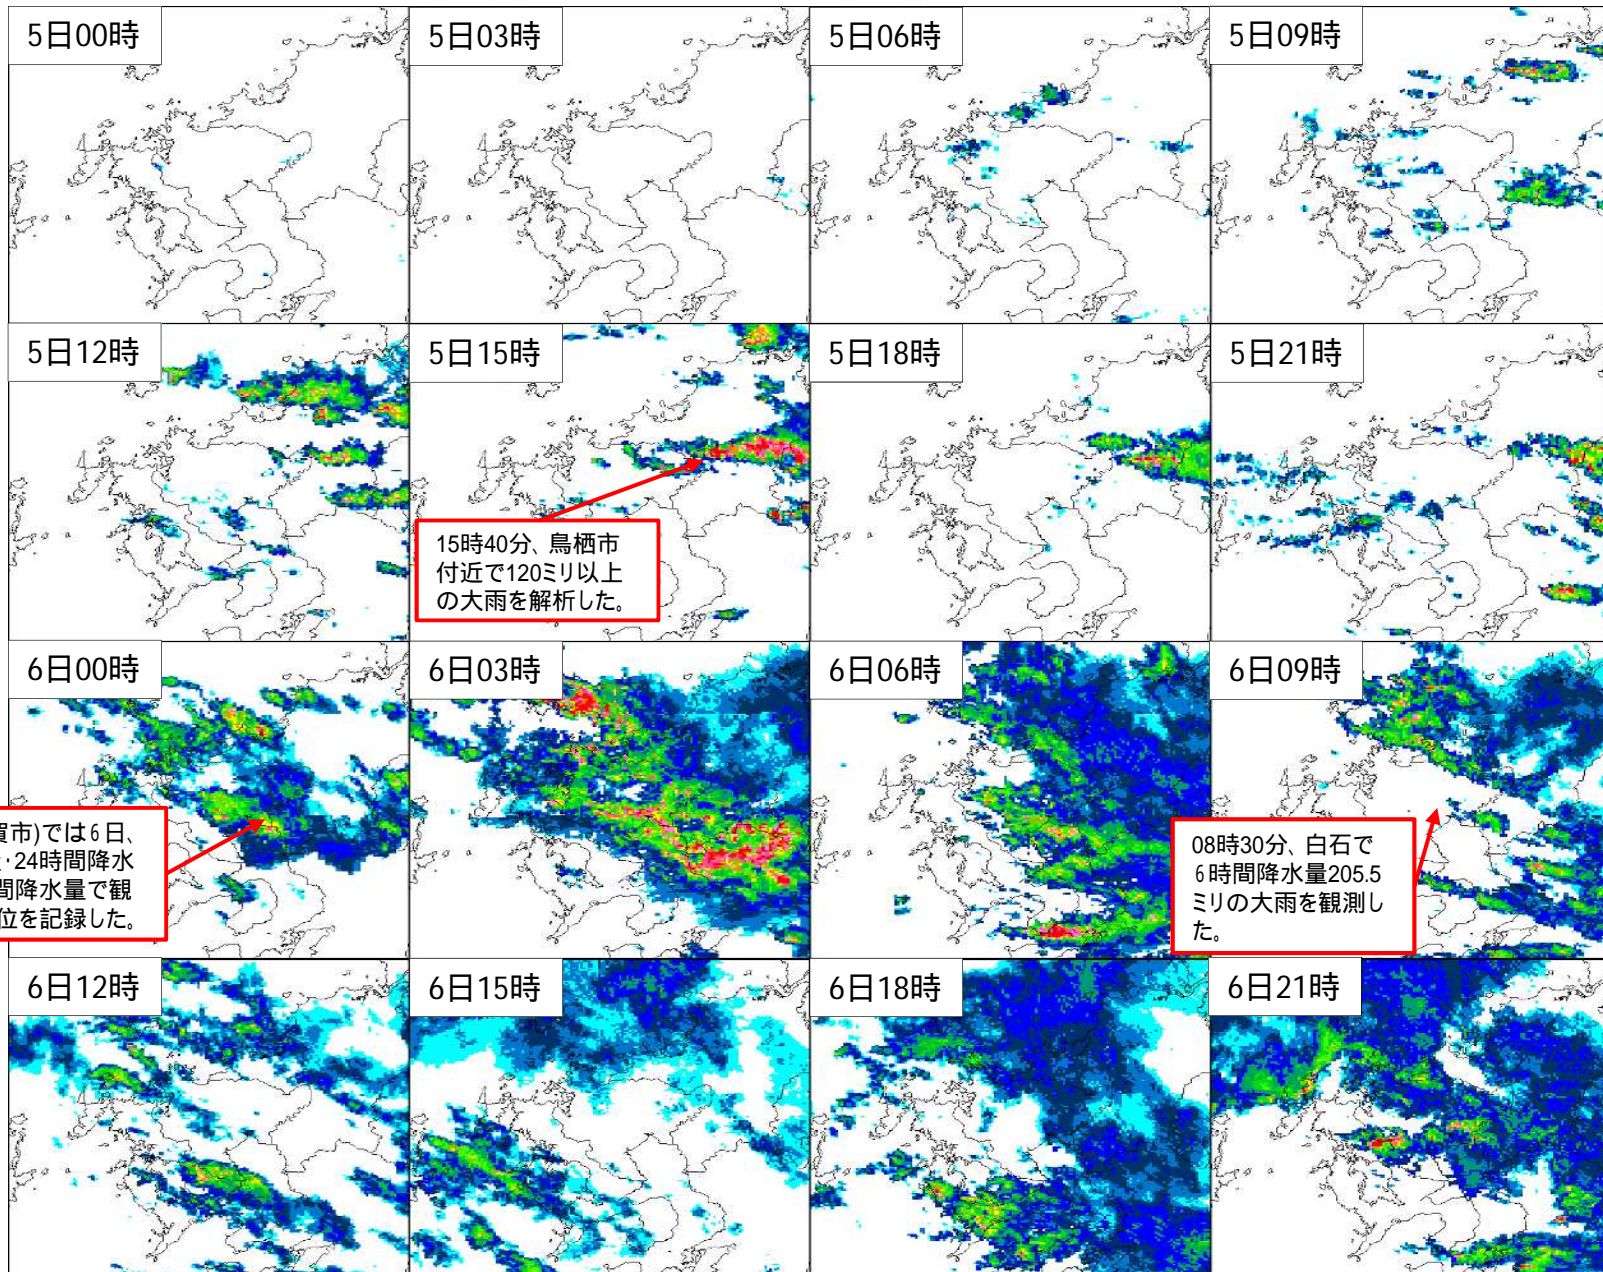 5日00時
5日03時
5日06時
5日09時
5日12時
5日15時
5日18時
5日21時
15時40分、鳥栖市
付近で120ミリ以上
の大雨を解析した。
6日00時
6日03時
6日06時
6日09時
賀市)では6日、
・24時間降水
間降水量で観
位を記録した。
08時30分、白石で
6時間降水量205.5
ミリの大雨を観測し
た。
6日12時
6日15時
6日18時
6日21時